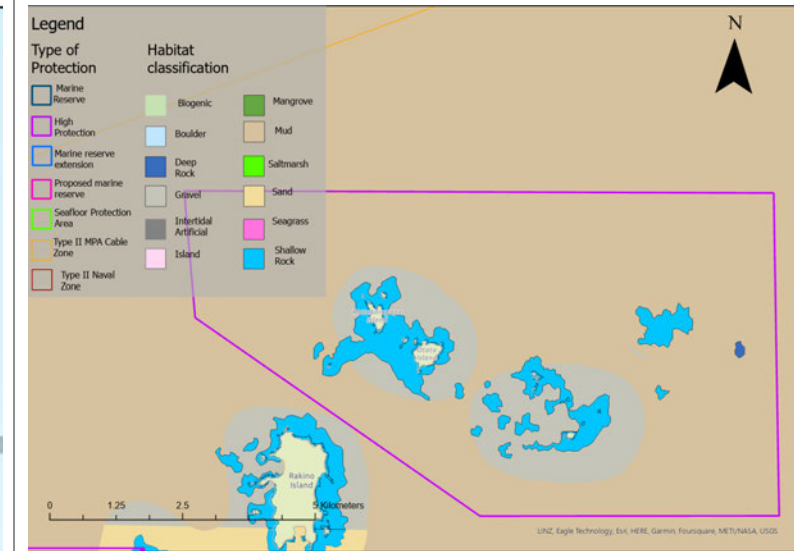 Legend
Type of
Protection
Marine
Reserve
High
Protection
Marine reserve
extension
Proposed marine
reserve
Seafloor Protection
Area
Type II MPA Cable
Zone
Type II Naval
Zone
Habitat
classification
Biogenic
Boulder
Deep
Rock
Gravel
Intertidal
Artificial
Island
Mangrove
Mud
Saltmarsh
Sand
Seagrass
Shallow
Rock
N
Island
Otata
Island
Rakino
Island
0 1.25 2.5 5 Kilometers
LINZ, Eagle Technology, Esri, HERE, Garmin, Foursquare, METI/NASA, USGS